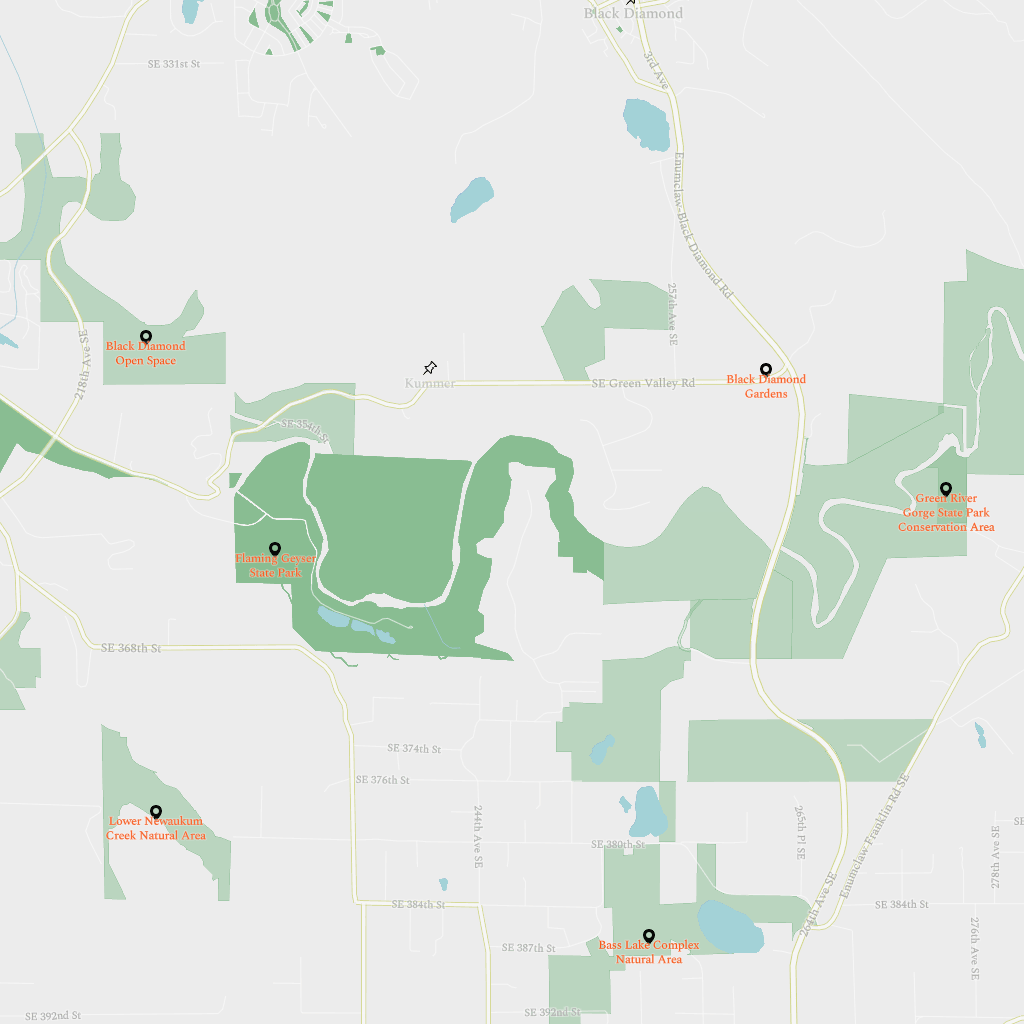 Black Diamond
SE 331st St
3rd Ave
Enumclaw-Black Diamond Rd
257th Ave SE
218th Ave SE
Black Diamond
Open Space
Kummer
SE Green Valley Rd
Black Diamond
Gardens
SE 354th St
Green River
Gorge State Park
Conservation Area
Flaming Geyser
State Park
SE 368th St
SE 374th St
SE 376th St
244th Ave SE
265th Pl SE
Enumclaw Franklin Rd SE
278th Ave SE
SE
Lower Newaukum
Creek Natural Area
SE 380th St
SE 384th St
SE 384th St
264th Ave SE
276th Ave SE
SE 387th St
Bass Lake Complex
Natural Area
SE 392nd St
SE 392nd St